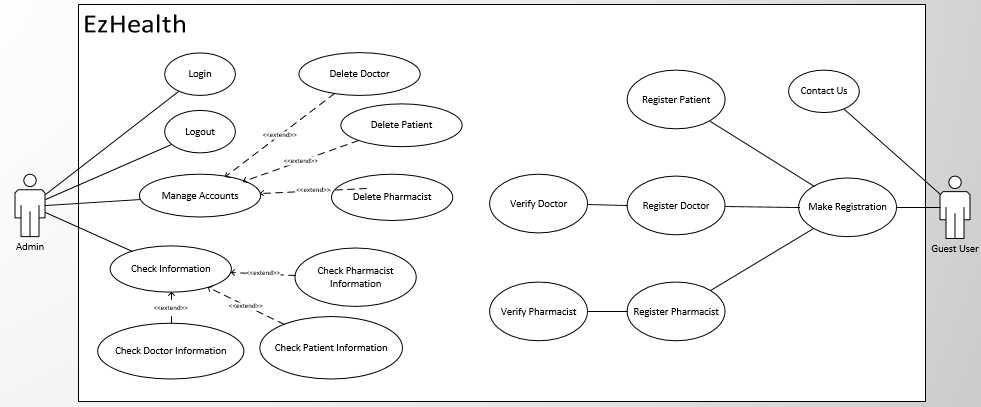 EzHealth
Login
Delete Doctor
Register Patient
Contact Us
Logout
<<extend>>
Delete Patient
<<extend>>
Manage Accounts
<<extend>>
Delete Pharmacist
Verify Doctor
Register Doctor
Make Registration
Admin
Guest User
Check Information
<<extend>>
Check Pharmacist
Information
<<extend>>
<<extend>>
Verify Pharmacist
Register Pharmacist
Check Doctor Information
Check Patient Information